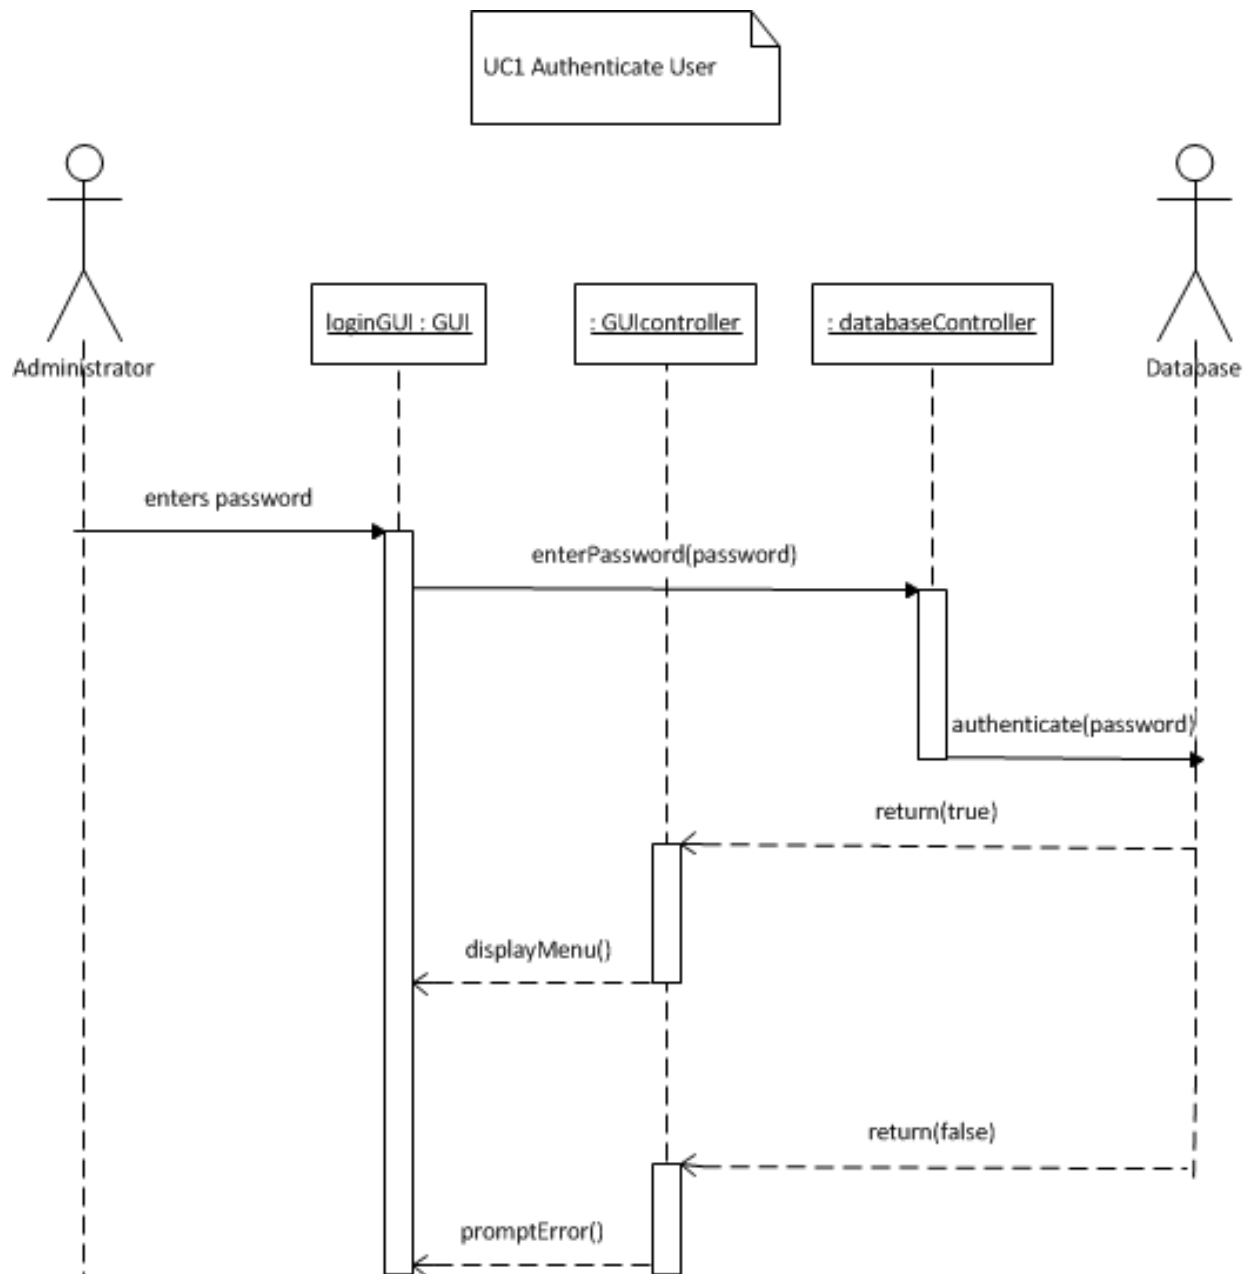 UC1 Authenticate User
Administrator
loginGUI : GUI
: GUIcontroller
: databaseController
Database
enters password
enterPassword(password)
authenticate(password)
return(true)
displayMenu()
return(false)
promptError()